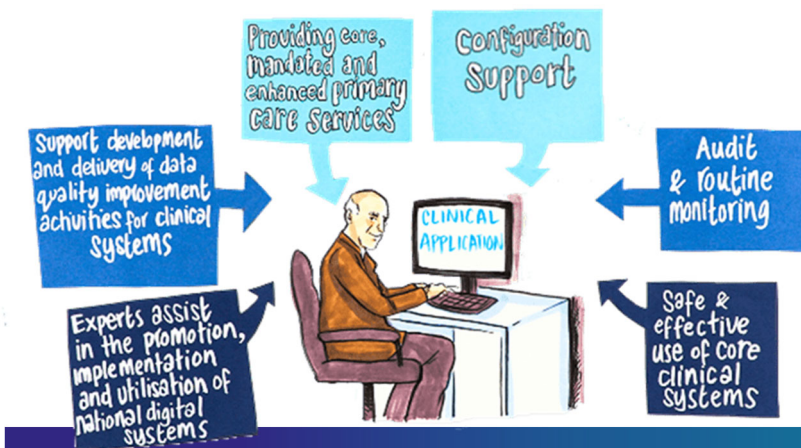 Providing core,
mandated and
enhanced primary
care services
Configuration
Support
Support development
and delivery of data
quality improvement
activities for clinical
systems
Audit
& routine
monitoring
CLINICAL
APPLICATION
Experts assist
in the promotion,
implementation
and utilisation of
national digital
systems
Safe &
effective
use of core
clinical
systems